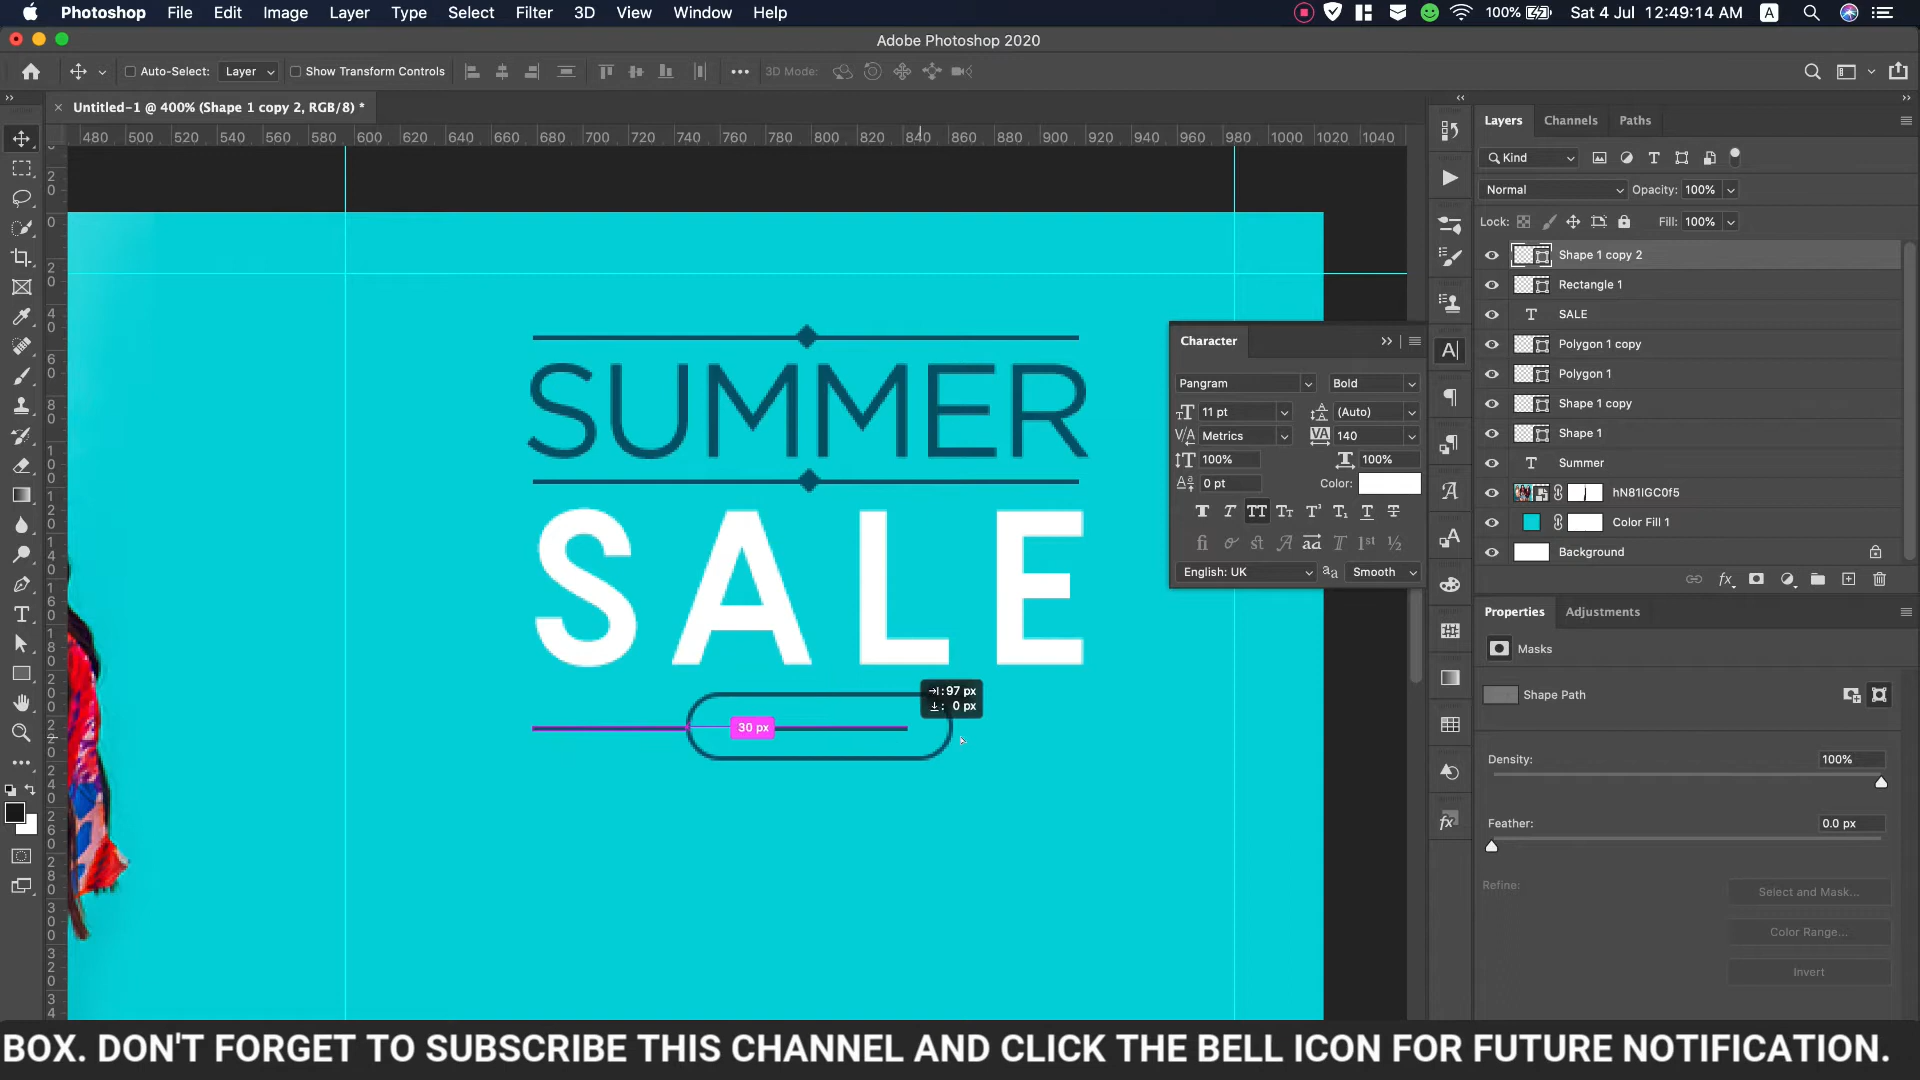 Photoshop File Edit Image Layer Type Select Filter 3D View Window Help 100% Sat 4 Jul 12:49:14 AM A
Adobe Photoshop 2020
Auto-Select: Layer Show Transform Controls 3D Mode:
Untitled-1 @ 400% (Shape 1 copy 2, RGB/8) *
480 500 520 540 560 580 600 620 640 660 680 700 720 740 760 780 800 820 840 860 880 900 920 940 960 980 1000 1020 1040
Layers Channels Paths
Kind
Normal Opacity: 100%
Lock: Fill: 100%
Shape 1 copy 2
Rectangle 1
SALE
Polygon 1 copy
Polygon 1
Shape 1 copy
Shape 1
Summer
hN81IGC0f5
Color Fill 1
Background
Character
Pangram Bold
11 pt (Auto)
Metrics 140
100% 100%
0 pt Color:
English: UK Smooth
SUMMER
SALE
30 px
:97 px
: 0 px
Properties Adjustments
Masks
Shape Path
Density: 100%
Feather: 0.0 px
Refine: Select and Mask...
Color Range...
Invert
BOX. DON'T FORGET TO SUBSCRIBE THIS CHANNEL AND CLICK THE BELL ICON FOR FUTURE NOTIFICATION.